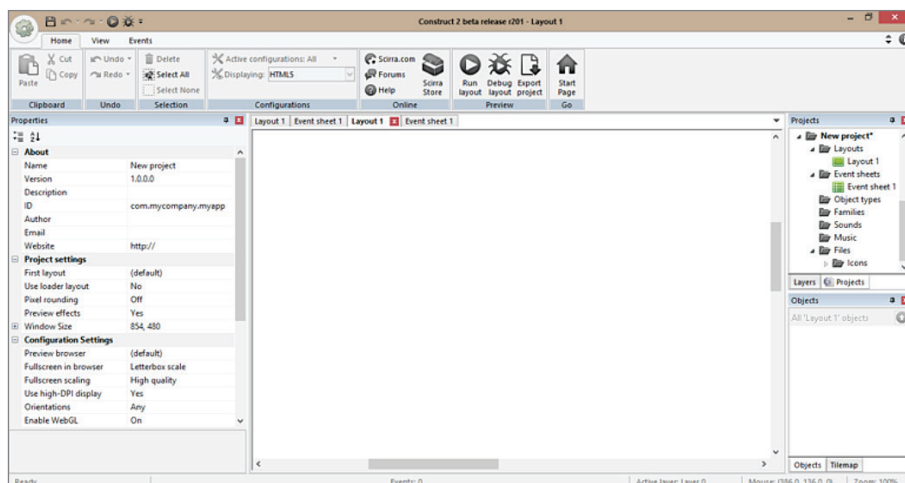 Construct 2 beta release r201 - Layout 1
Home View Events
Paste Cut Copy
Clipboard
Undo Redo
Undo
Delete Select All Select None
Selection
Active configurations: All
Displaying: HTML5
Configurations
Scirra.com Forums Help Scirra Store
Online
Run layout Debug layout Export project
Preview
Start Page
Go
Properties
About
Name New project
Version 1.0.0.0
Description
ID com.mycompany.myapp
Author
Email
Website http://
Project settings
First layout (default)
Use loader layout No
Pixel rounding Off
Preview effects Yes
Window Size 854, 480
Configuration Settings
Preview browser (default)
Fullscreen in browser Letterbox scale
Fullscreen scaling High quality
Use high-DPI display Yes
Orientations Any
Enable WebGL On
Layout 1 Event sheet 1 Layout 1 Event sheet 1
Projects
New project*
Layouts
Layout 1
Event sheets
Event sheet 1
Object types
Families
Sounds
Music
Files
Icons
Layers Projects
Objects
All 'Layout 1' objects
Objects Tilemap
Ready Events: 0 Active layer: Layer 0 Mouse: (386.0, 136.0, 0) Zoom: 100%